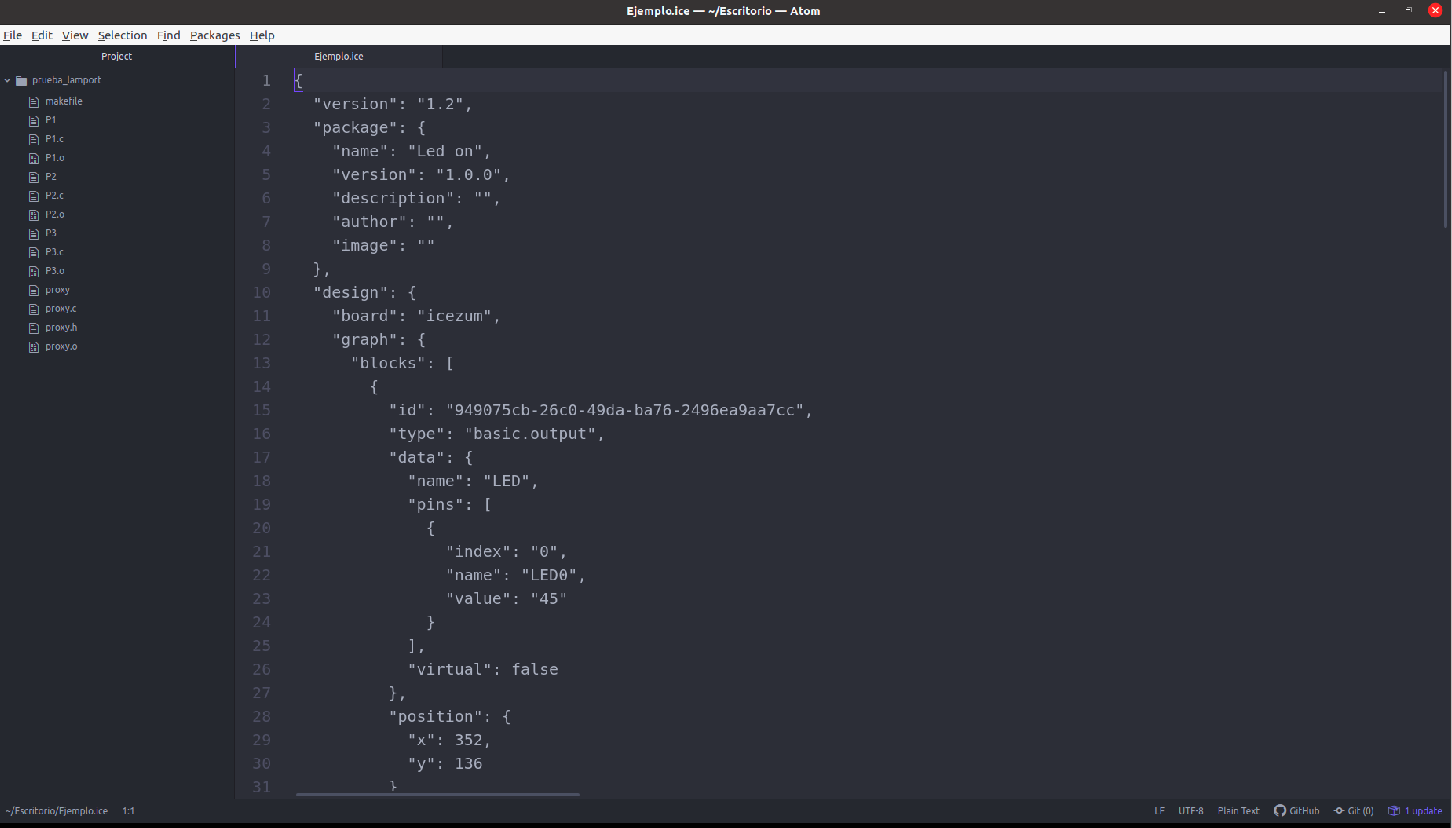 Ejemplo.ice — ~/Escritorio — Atom
File Edit View Selection Find Packages Help
Project
Ejemplo.ice
prueba_lamport
makefile
P1
P1.c
P1.o
P2
P2.c
P2.o
P3
P3.c
P3.o
proxy
proxy.c
proxy.h
proxy.o
1 {
2 "version": "1.2",
3 "package": {
4 "name": "Led on",
5 "version": "1.0.0",
6 "description": "",
7 "author": "",
8 "image": ""
9 },
10 "design": {
11 "board": "icezum",
12 "graph": {
13 "blocks": [
14 {
15 "id": "949075cb-26c0-49da-ba76-2496ea9aa7cc",
16 "type": "basic.output",
17 "data": {
18 "name": "LED",
19 "pins": [
20 {
21 "index": "0",
22 "name": "LED0",
23 "value": "45"
24 }
25 ],
26 "virtual": false
27 },
28 "position": {
29 "x": 352,
30 "y": 136
31 }
~/Escritorio/Ejemplo.ice 1:1
LF UTF-8 Plain Text GitHub Git (0) 1 update